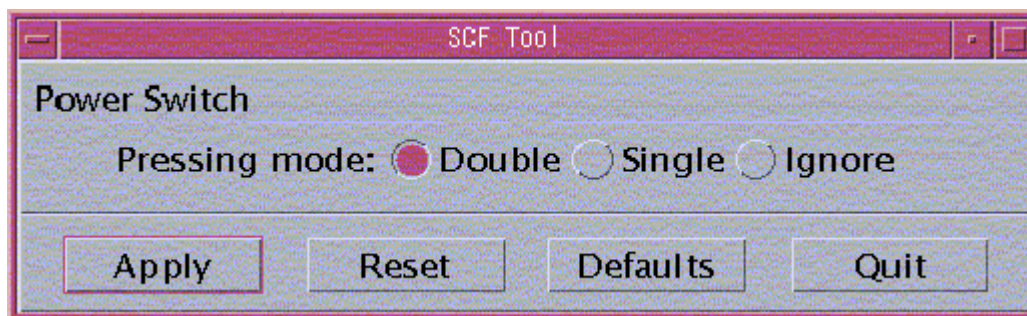 SCF Tool
Power Switch
Pressing mode: Double Single Ignore
Apply Reset Defaults Quit